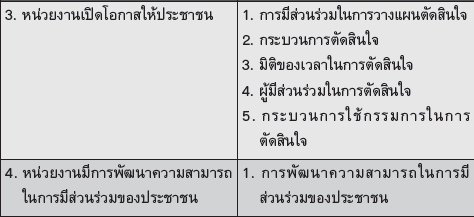 3. หน่วยงานเปิดโอกาสให้ประชาชน
1. การมีส่วนร่วมในการวางแผนตัดสินใจ
2. กระบวนการตัดสินใจ
3. มิติของเวลาในการตัดสินใจ
4. ผู้มีส่วนร่วมในการตัดสินใจ
5. กระบวนการใช้กรรมการในการ
ตัดสินใจ
4. หน่วยงานมีการพัฒนาความสามารถ
ในการมีส่วนร่วมของประชาชน
1. การพัฒนาความสามารถในการมี
ส่วนร่วมของประชาชน